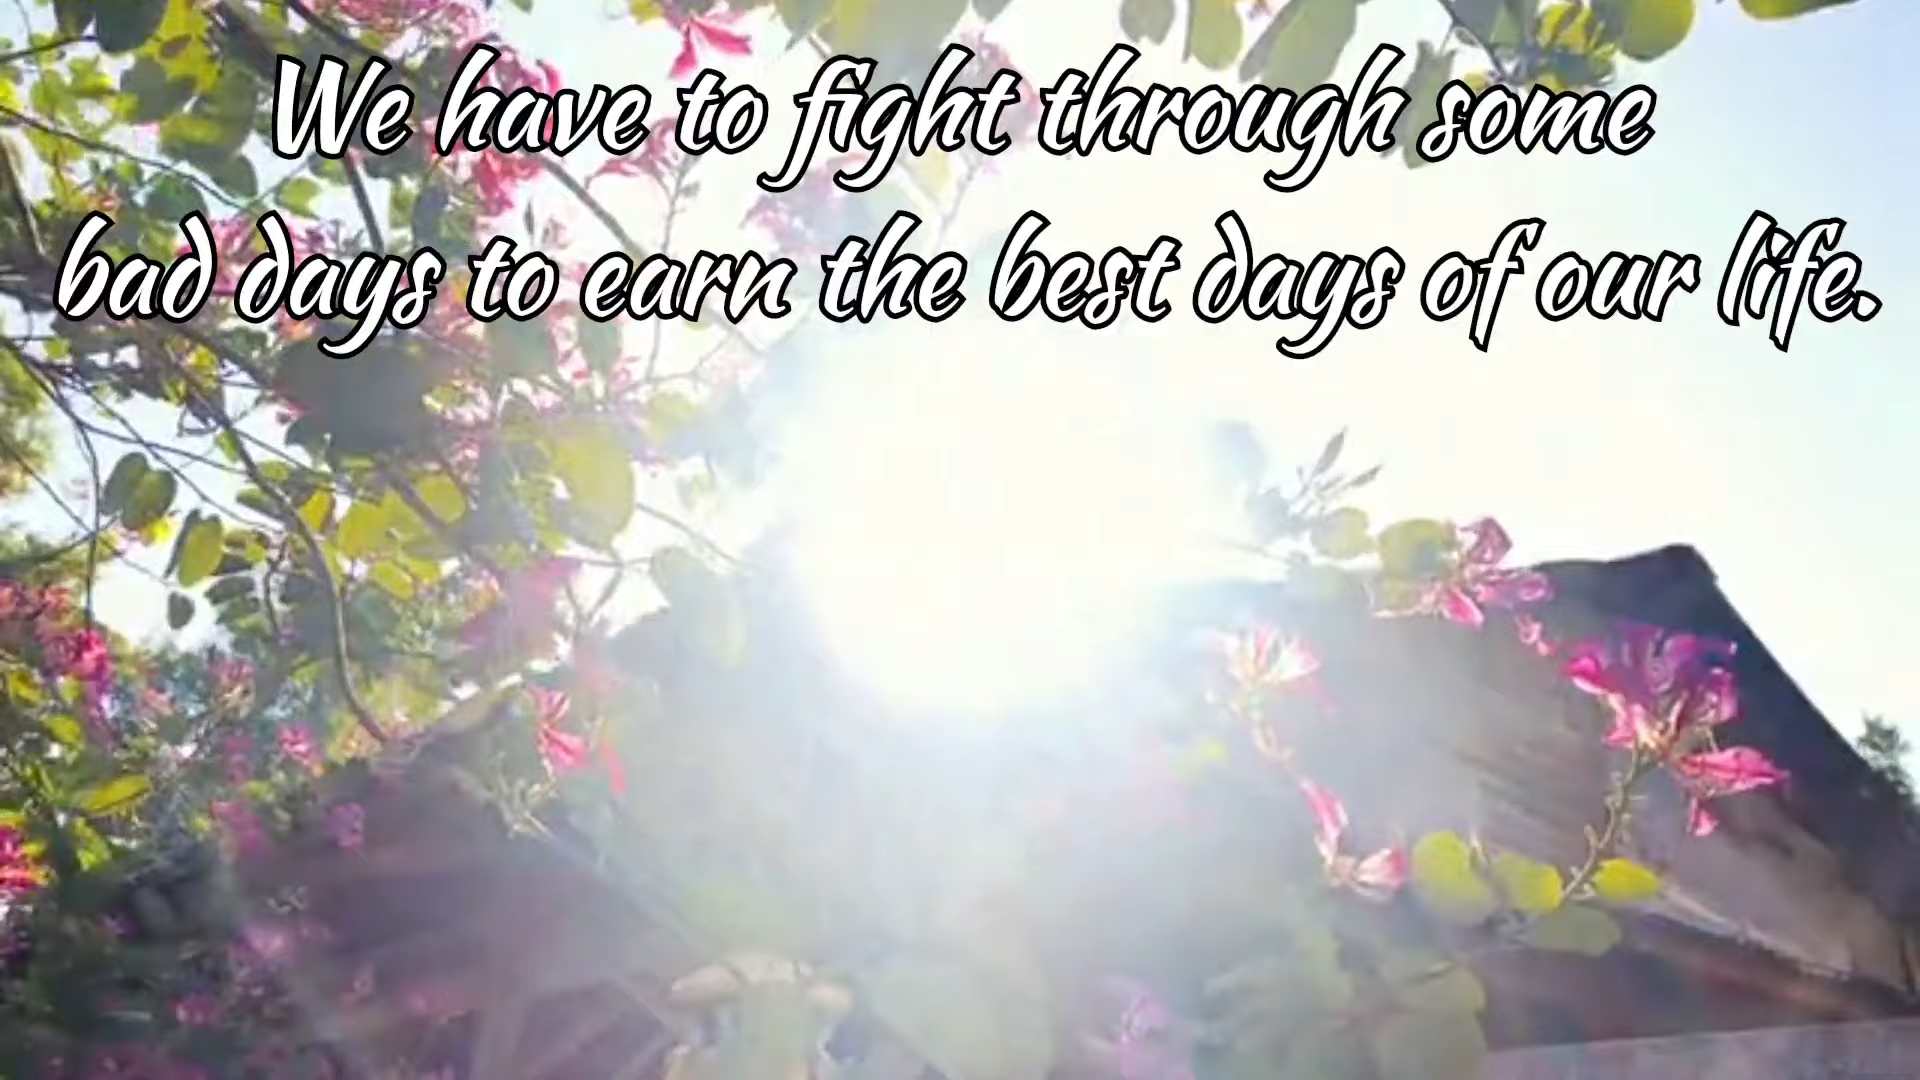 We have to fight through some
bad days to earn the best days of our life.